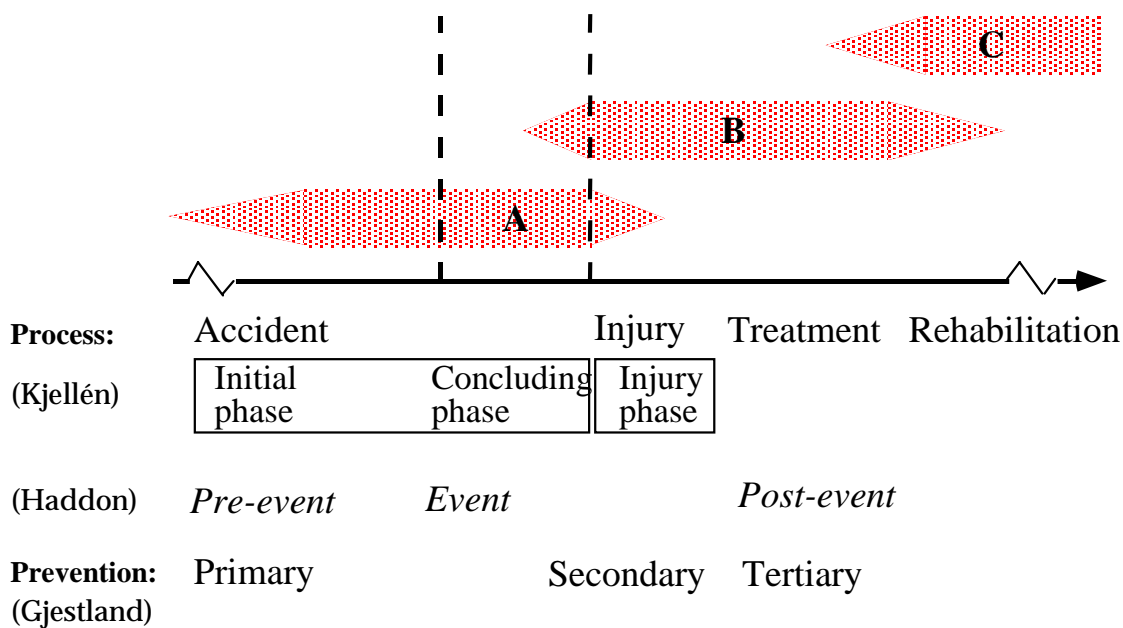 C
B
A
Process: Accident Injury Treatment Rehabilitation
(Kjellén) Initial phase Concluding phase Injury phase
(Haddon) Pre-event Event Post-event
Prevention: Primary Secondary Tertiary
(Gjestland)